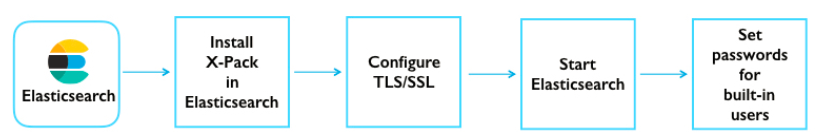 Elasticsearch
Install
X-Pack
in
Elasticsearch
Configure
TLS/SSL
Start
Elasticsearch
Set
passwords
for
built-in
users